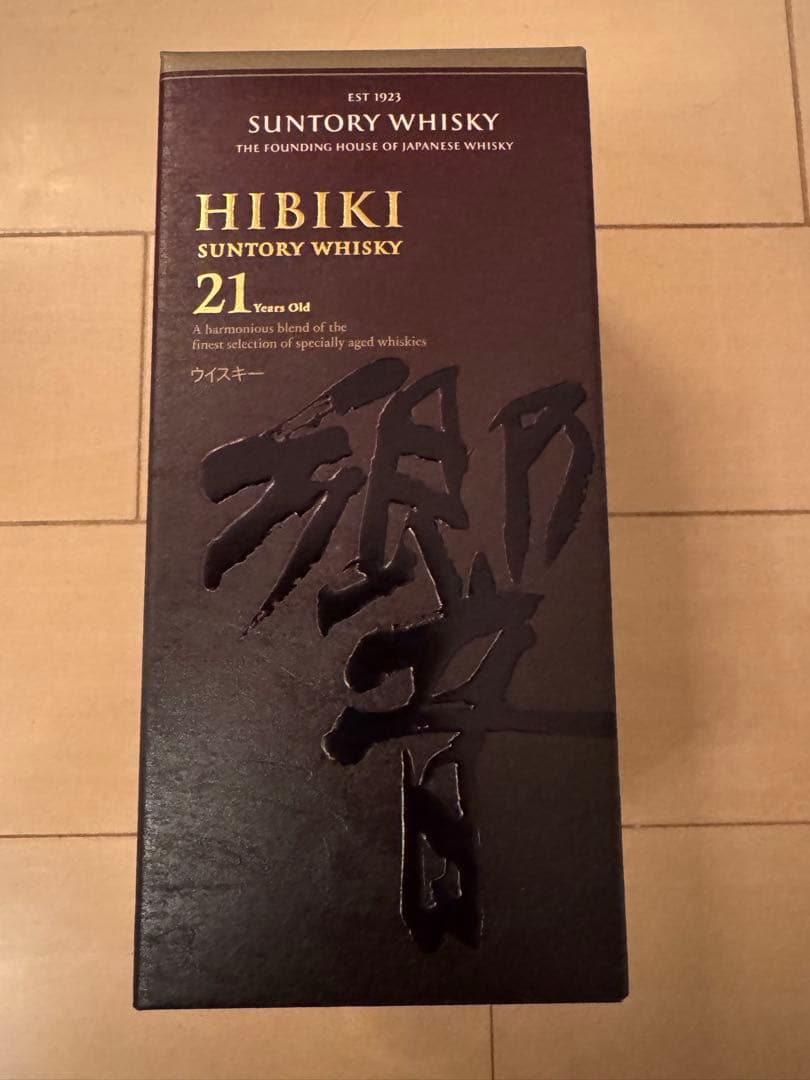 EST 1923
SUNTORY WHISKY
THE FOUNDING HOUSE OF JAPANESE WHISKY
HIBIKI
SUNTORY WHISKY
21 Years Old
A harmonious blend of the
finest selection of specially aged whiskies
ウイスキー
響